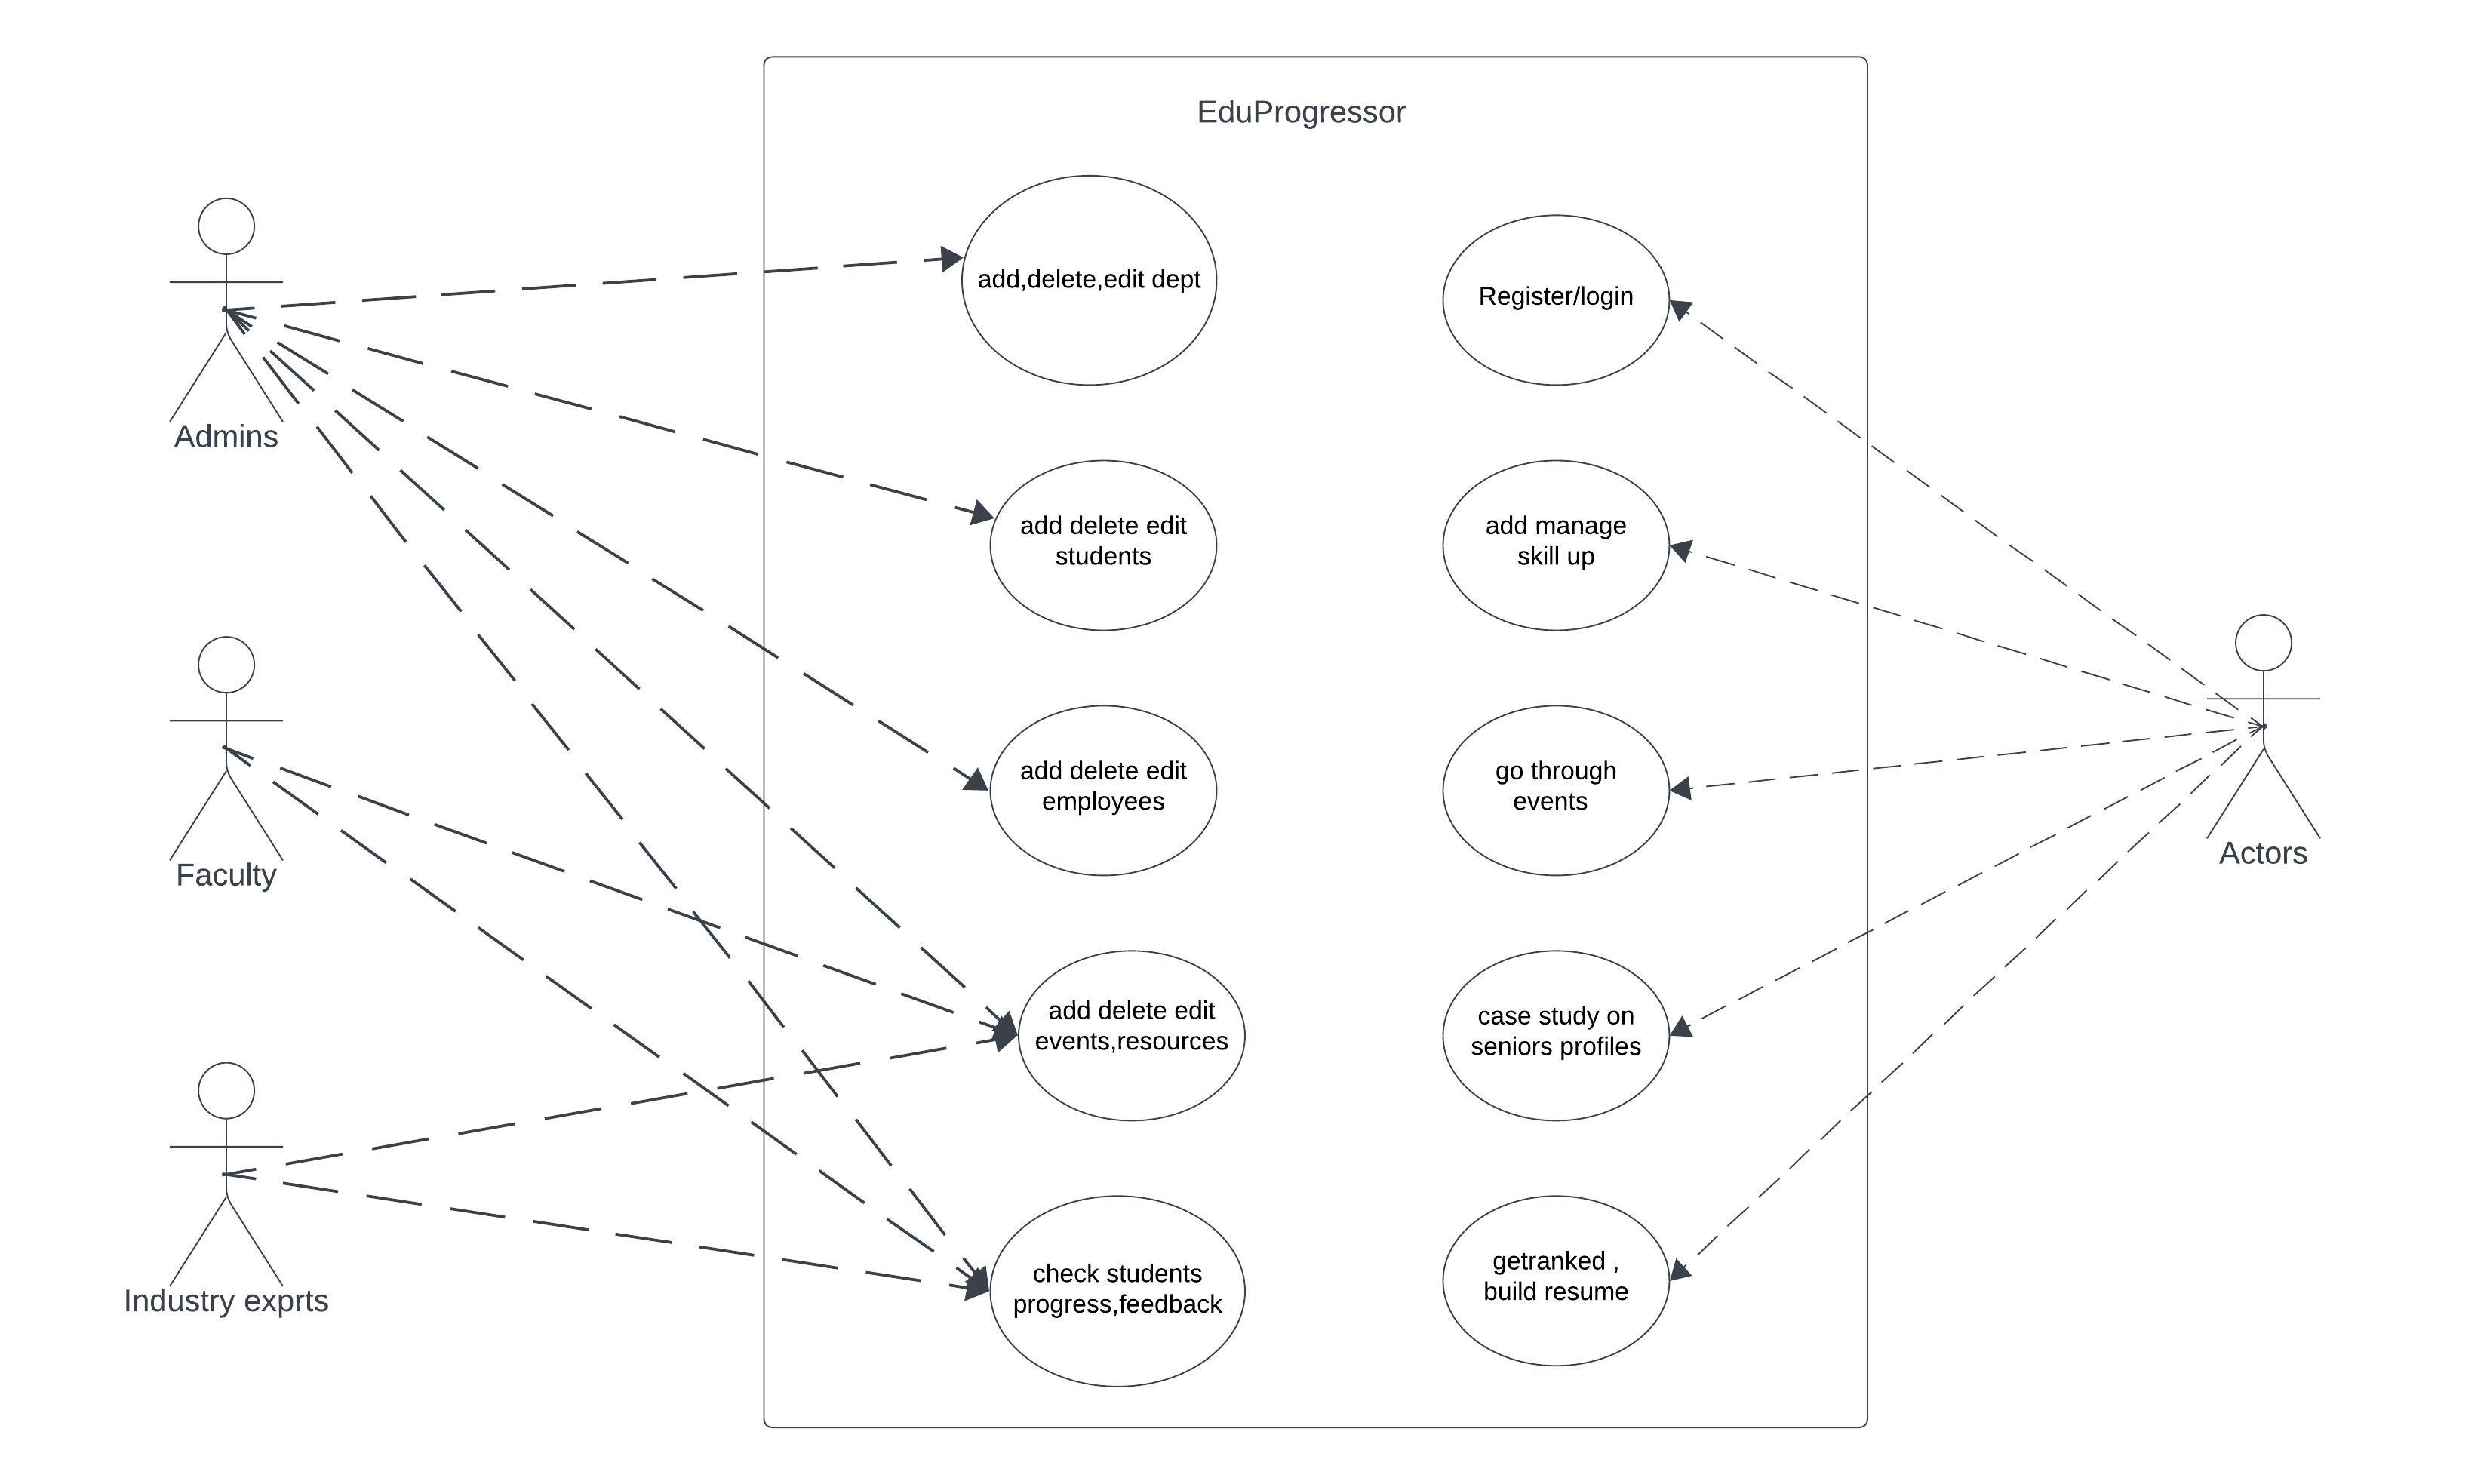 EduProgressor
Admins
Faculty
Industry exprts
add,delete,edit dept
add delete edit
students
add delete edit
employees
add delete edit
events,resources
check students
progress,feedback
Register/login
add manage
skill up
go through
events
case study on
seniors profiles
getranked ,
build resume
Actors